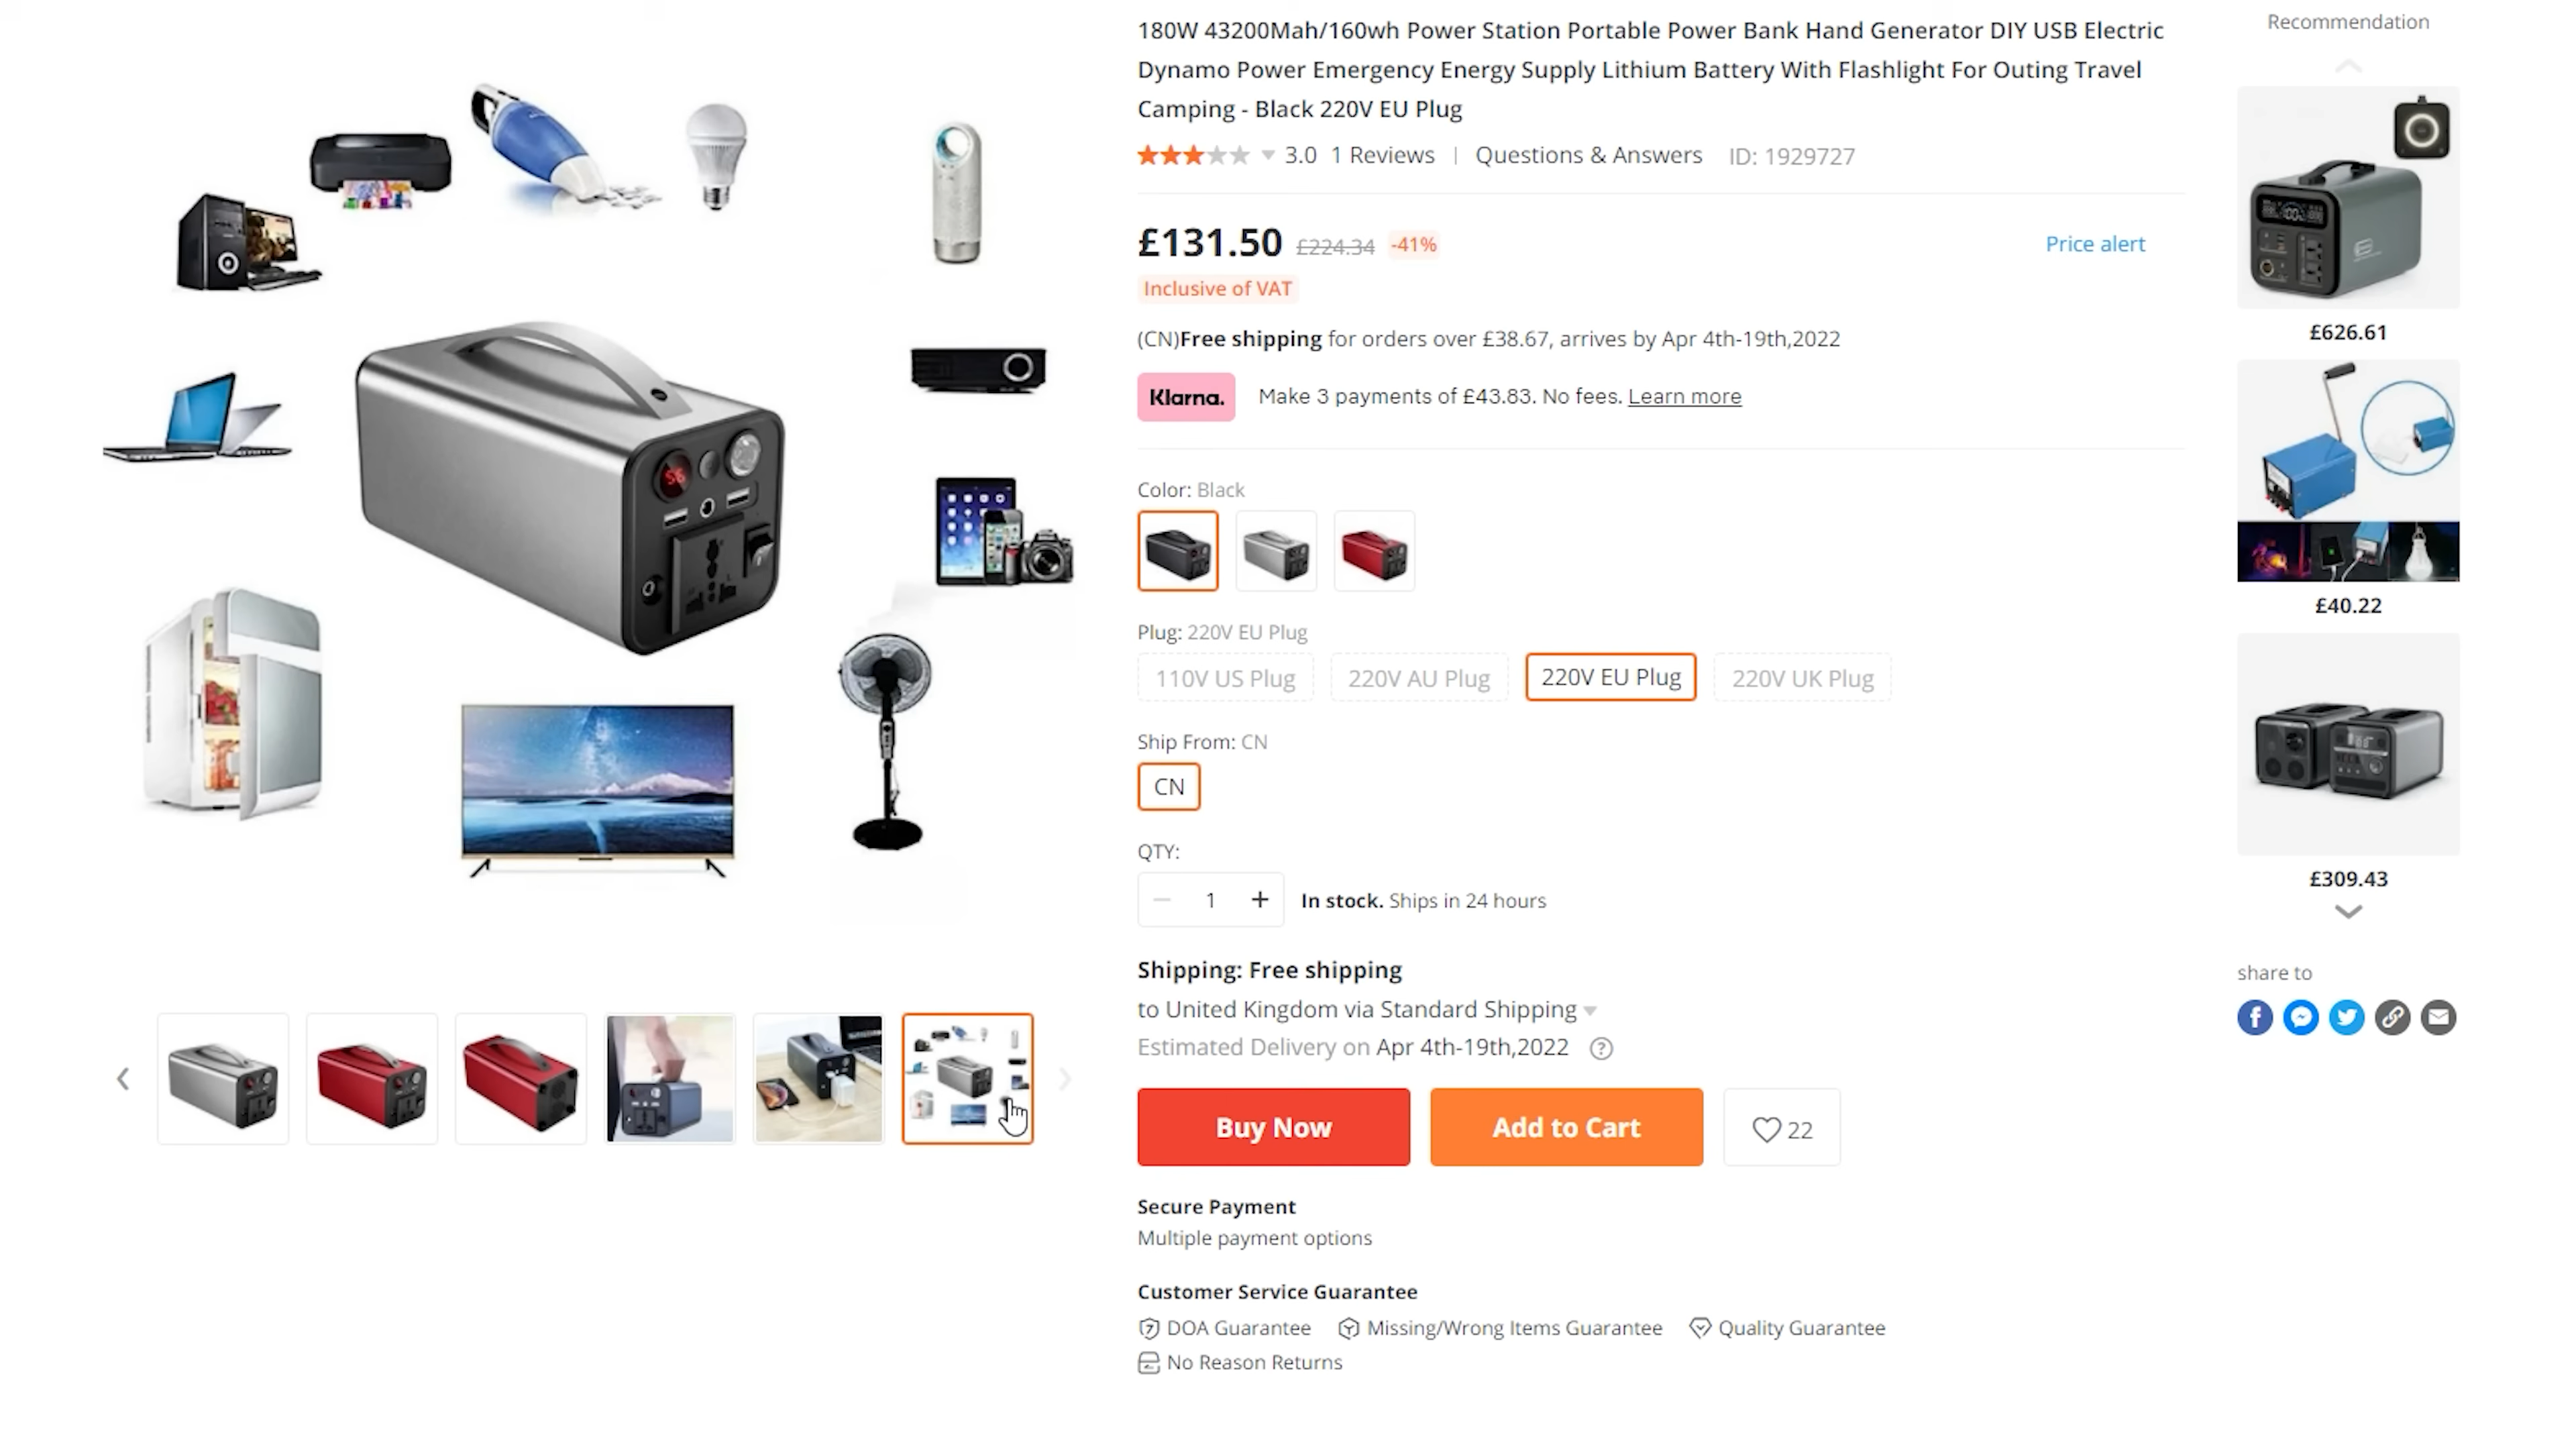 180W 43200Mah/160wh Power Station Portable Power Bank Hand Generator DIY USB Electric
Dynamo Power Emergency Energy Supply Lithium Battery With Flashlight For Outing Travel
Camping - Black 220V EU Plug
3.0 1 Reviews | Questions & Answers ID: 1929727
£131.50 £224.34 -41%
Price alert
Inclusive of VAT
(CN)Free shipping for orders over £38.67, arrives by Apr 4th-19th,2022
Klarna. Make 3 payments of £43.83. No fees. Learn more
Color: Black
Plug: 220V EU Plug
110V US Plug
220V AU Plug
220V EU Plug
220V UK Plug
Ship From: CN
CN
QTY:
1
In stock. Ships in 24 hours
Shipping: Free shipping
to United Kingdom via Standard Shipping
Estimated Delivery on Apr 4th-19th,2022
Buy Now
Add to Cart
22
Secure Payment
Multiple payment options
Customer Service Guarantee
DOA Guarantee
Missing/Wrong Items Guarantee
Quality Guarantee
No Reason Returns
Recommendation
£626.61
£40.22
£309.43
share to